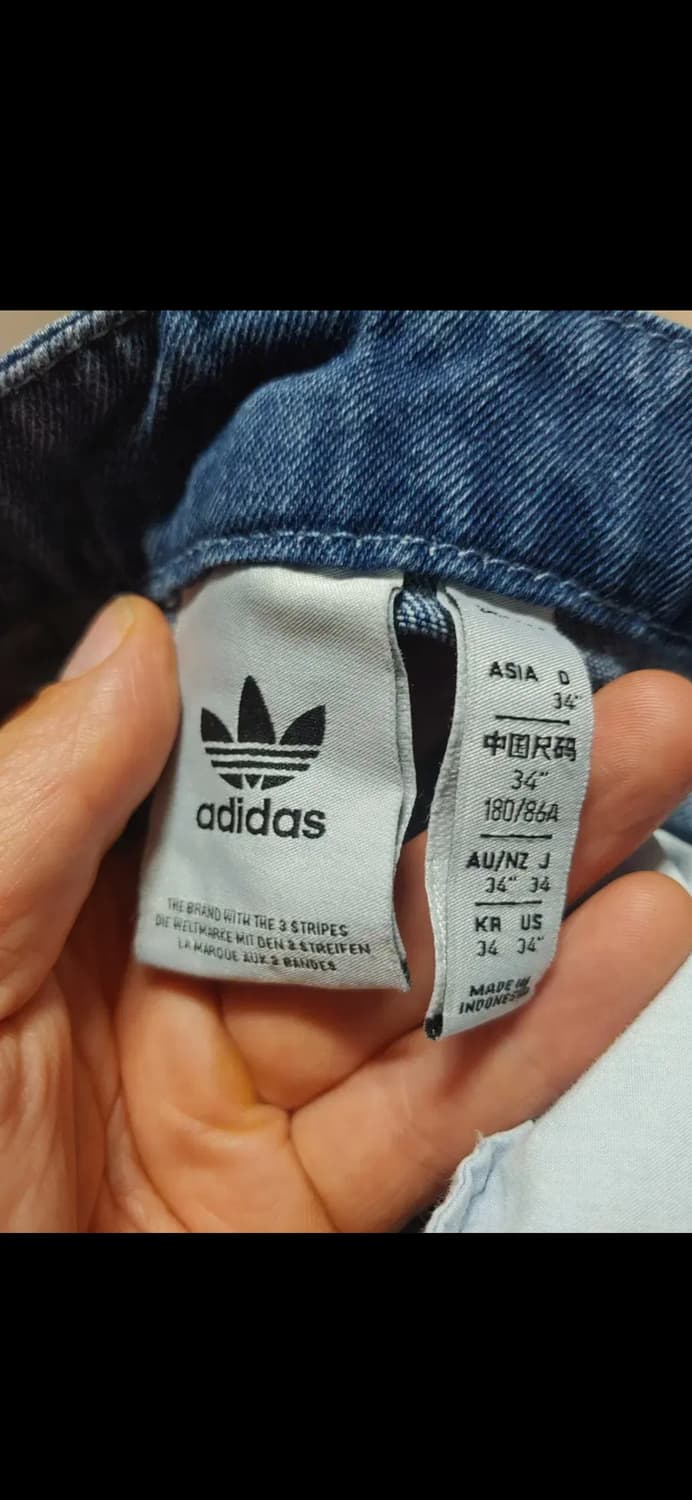 adidas
THE BRAND WITH THE 3 STRIPES
DIE WELTMARKE MIT DEN 3 STREIFEN
LA MARQUE AUX 3 BANDES
ASIA D
34"
中国尺码
34"
180/86A
AU/NZ J
34" 34
KR US
34 34"
MADE IN
INDONESIA